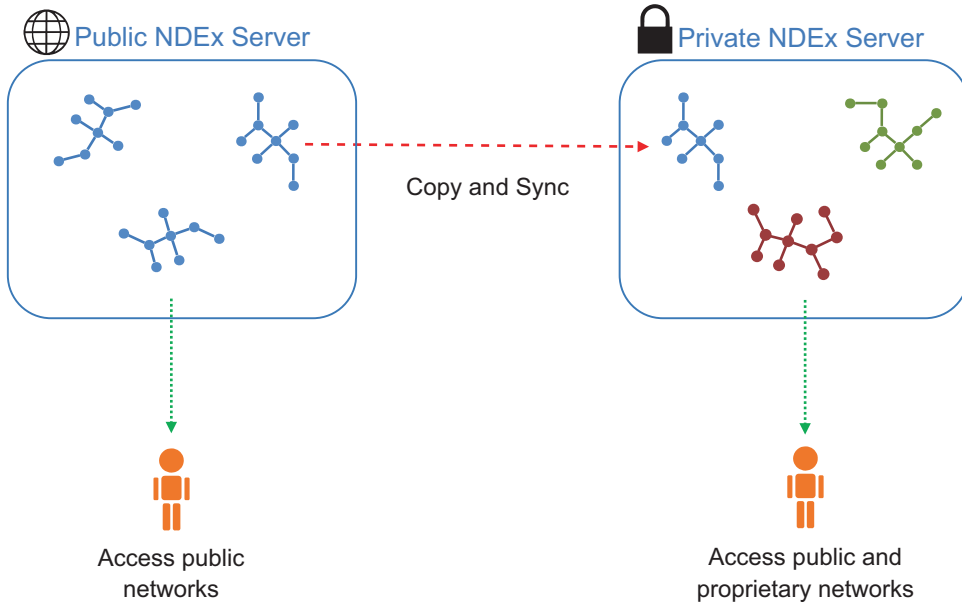 Public NDEx Server
Private NDEx Server
Copy and Sync
Access public
networks
Access public and
proprietary networks